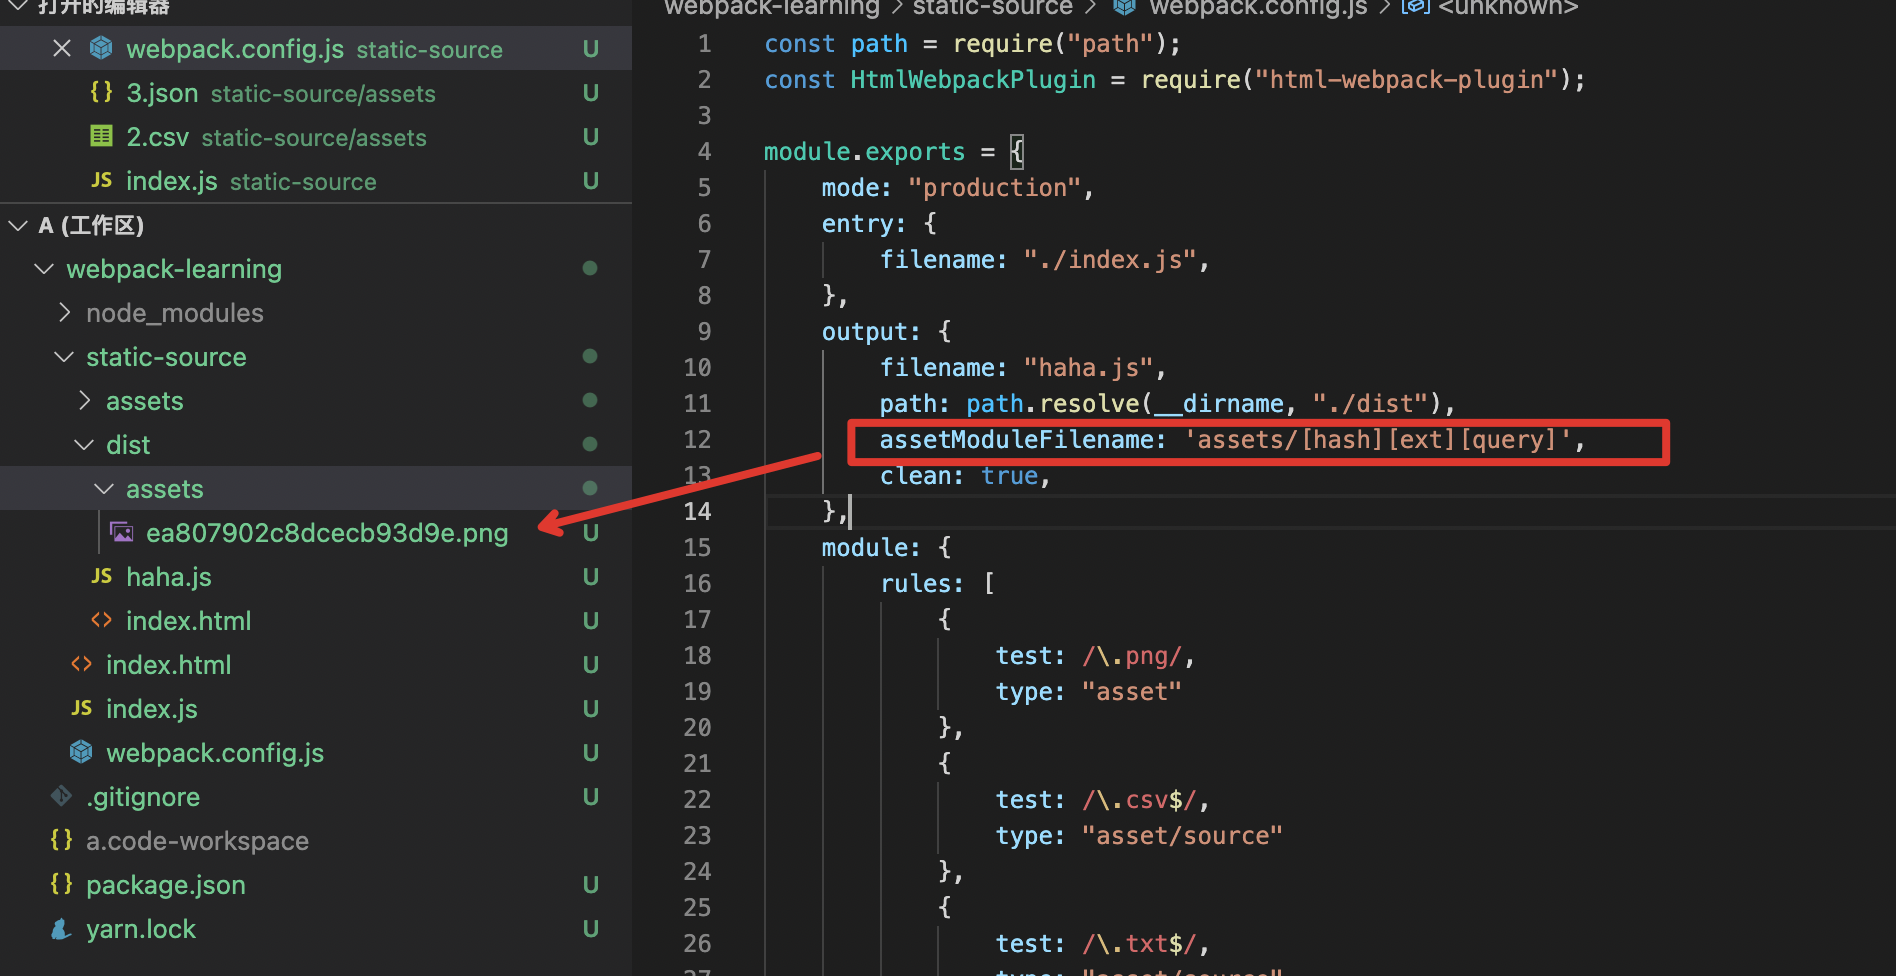 打开的编辑器
webpack.config.js static-source U
3.json static-source/assets U
2.csv static-source/assets U
JS index.js static-source U
A (工作区)
webpack-learning
node_modules
static-source
assets
dist
assets
ea807902c8dcecb93d9e.png U
JS haha.js U
index.html U
index.html U
JS index.js U
webpack.config.js U
.gitignore U
a.code-workspace
package.json U
yarn.lock U
webpack-learning > static-source > webpack.config.js > <unknown>
1 const path = require("path");
2 const HtmlWebpackPlugin = require("html-webpack-plugin");
3
4 module.exports = {
5 mode: "production",
6 entry: {
7 filename: "./index.js",
8 },
9 output: {
10 filename: "haha.js",
11 path: path.resolve(__dirname, "./dist"),
12 assetModuleFilename: 'assets/[hash][ext][query]',
13 clean: true,
14 },
15 module: {
16 rules: [
17 {
18 test: /\.png/,
19 type: "asset"
20 },
21 {
22 test: /\.csv$/,
23 type: "asset/source"
24 },
25 {
26 test: /\.txt$/,
27 type: "asset/source"